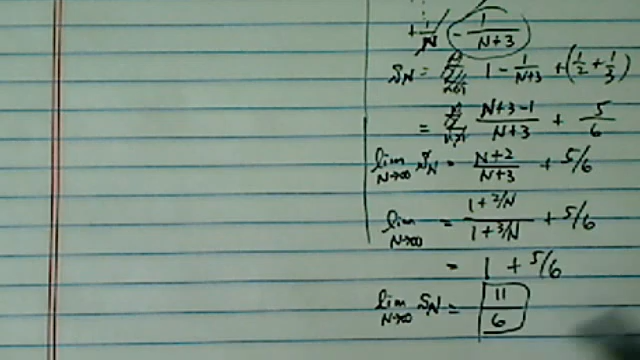 + 1/N - 1/(N+3)
S_N = Σ 1 - 1/(N+3) + (1/2 + 1/3)
= Σ (N+3-1)/(N+3) + 5/6
lim N→∞ S_N = (N+2)/(N+3) + 5/6
lim N→∞ = (1+2/N)/(1+3/N) + 5/6
= 1 + 5/6
lim N→∞ S_N = 11/6